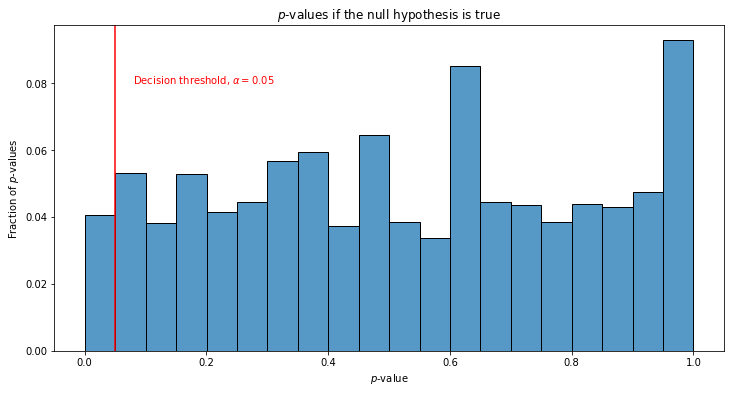 p-values if the null hypothesis is true
Decision threshold, α = 0.05
Fraction of p-values
0.08
0.06
0.04
0.02
0.00
0.0 0.2 0.4 0.6 0.8 1.0
p-value